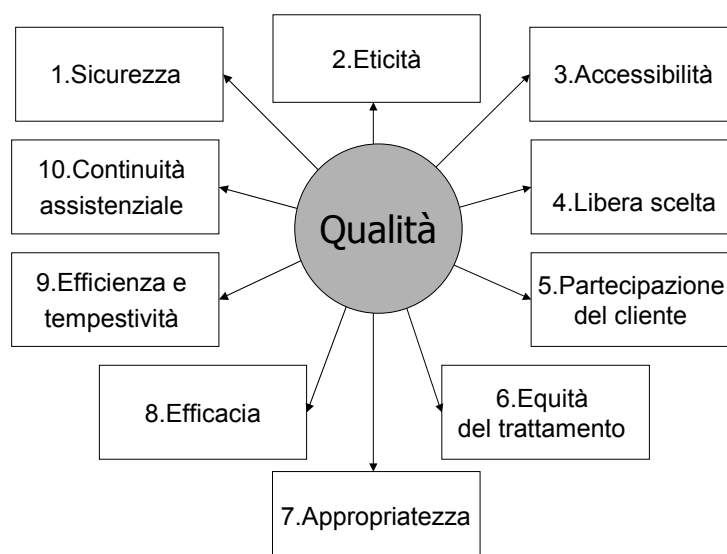 1.Sicurezza
2.Eticità
3.Accessibilità
10.Continuità
assistenziale
Qualità
4.Libera scelta
9.Efficienza e
tempestività
5.Partecipazione
del cliente
8.Efficacia
6.Equità
del trattamento
7.Appropriatezza